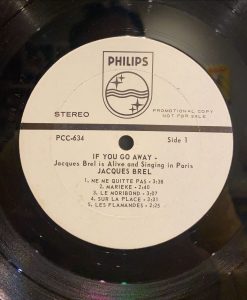 PHILIPS
STEREO
PROMOTIONAL COPY
NOT FOR SALE
PCC-634
Side 1
IF YOU GO AWAY -
Jacques Brel is Alive and Singing in Paris
JACQUES BREL
1. ME ME QUITTE PAS - 3:38
2. MARIEKE - 2:40
3. LE MORIBOND - 3:07
4. SUR LA PLACE - 3:31
5. LES FLAMANDES - 2:25